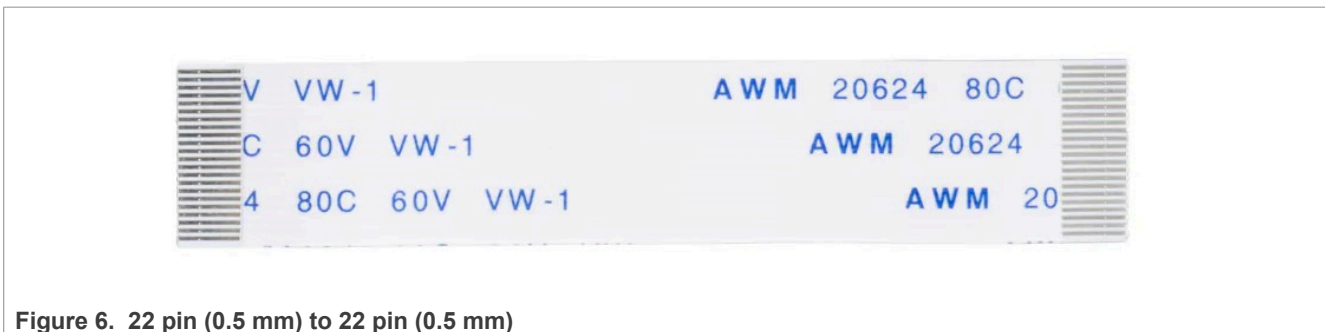 V VW-1 AWM 20624 80C
C 60V VW-1 AWM 20624
4 80C 60V VW-1 AWM 20
Figure 6. 22 pin (0.5 mm) to 22 pin (0.5 mm)